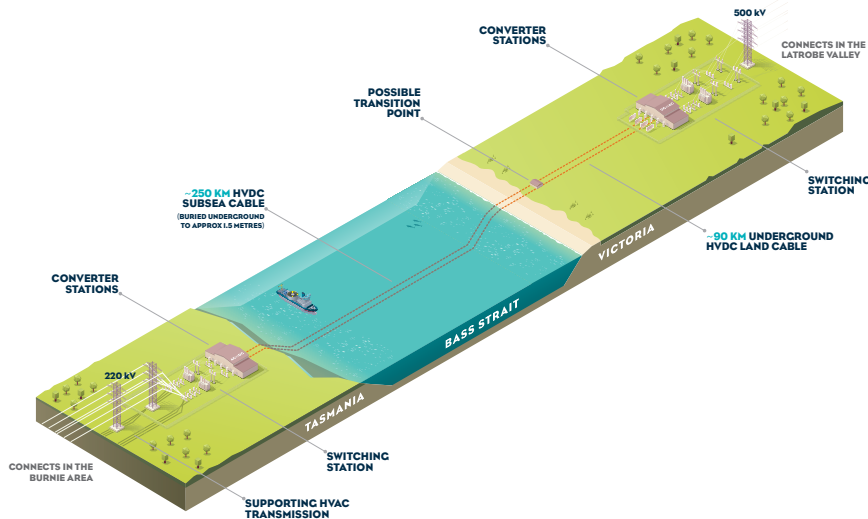 500 kV
CONVERTER
STATIONS
CONNECTS IN THE
LATROBE VALLEY
POSSIBLE
TRANSITION
POINT
SWITCHING
STATION
~250 KM HVDC
SUBSEA CABLE
(BURIED UNDERGROUND
TO APPROX 1.5 METRES)
~90 KM UNDERGROUND
HVDC LAND CABLE
VICTORIA
CONVERTER
STATIONS
BASS STRAIT
220 kV
TASMANIA
CONNECTS IN THE
BURNIE AREA
SWITCHING
STATION
SUPPORTING HVAC
TRANSMISSION